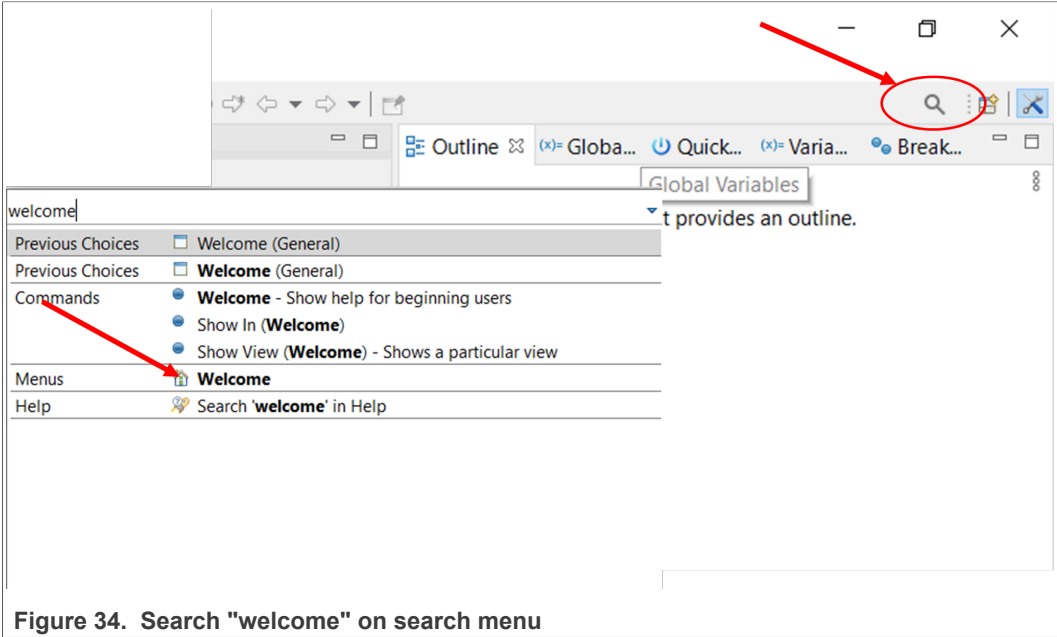 Outline (x)= Globa... Quick... (x)= Varia... Break...
Global Variables
t provides an outline.
welcome
Previous Choices Welcome (General)
Previous Choices Welcome (General)
Commands Welcome - Show help for beginning users
Show In (Welcome)
Show View (Welcome) - Shows a particular view
Menus Welcome
Help Search 'welcome' in Help
Figure 34. Search "welcome" on search menu